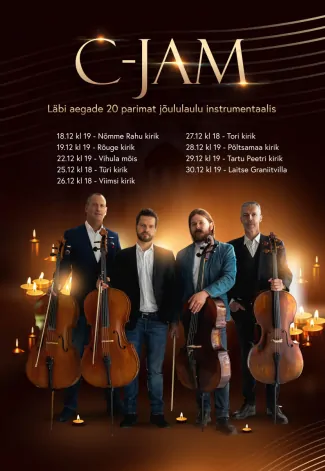 C-JAM
Läbi aegade 20 parimat jõululaulu instrumentaalis
18.12 kl 19 - Nõmme Rahu kirik
19.12 kl 19 - Rõuge kirik
22.12 kl 19 - Vihula mõis
25.12 kl 18 - Türi kirik
26.12 kl 18 - Viimsi kirik
27.12 kl 18 - Tori kirik
28.12 kl 19 - Põltsamaa kirik
29.12 kl 19 - Tartu Peetri kirik
30.12 kl 19 - Laitse Graniitvilla